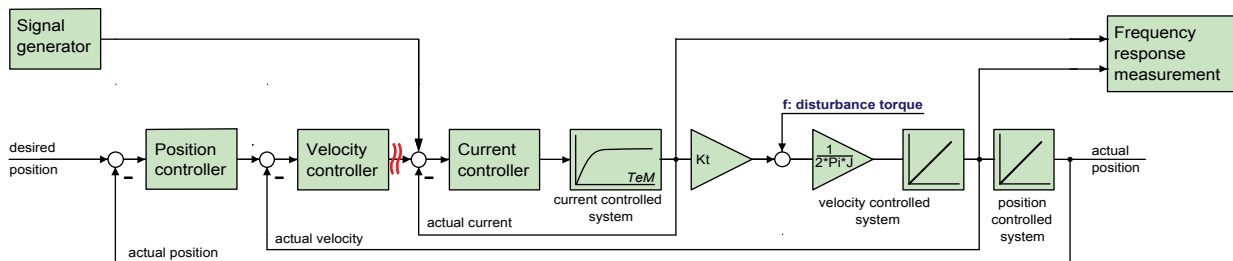 Signal
generator
Frequency
response
measurement
f: disturbance torque
desired
position
Position
controller
Velocity
controller
Current
controller
TeM
current controlled
system
Kt
1
2*Pi*J
velocity controlled
system
position
controlled
system
actual
position
actual current
actual velocity
actual position